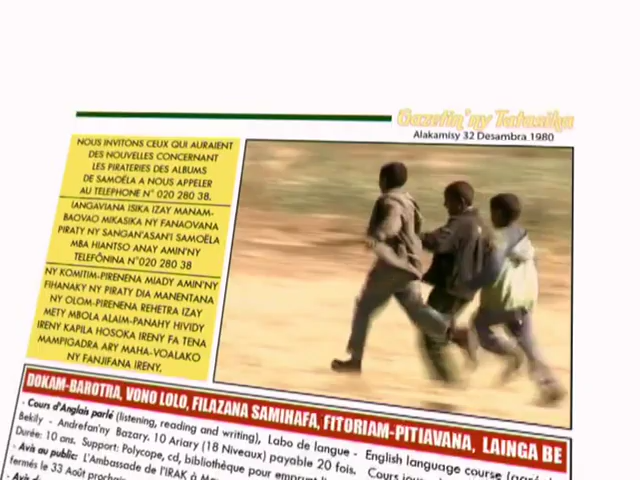 Gazetin'ny Tafasilya
Alakamisy 32 Desambra 1980
NOUS INVITONS CEUX QUI AURAIENT
DES NOUVELLES CONCERNANT
LES PIRATERIES DES ALBUMS
DE SAMOËLA A NOUS APPELER
AU TELEPHONE N° 020 280 38.
IANGAVIANA ISIKA IZAY MANAM-
BAOVAO MIKASIKA NY FANAOVANA
PIRATY NY SANGAN'ASAN'I SAMOËLA
MBA HIANTSO ANAY AMIN'NY
TELEFÔNINA N°020 280 38
NY KOMITIM-PIRENENA MIADY AMIN'NY
FIHANAKY NY PIRATY DIA MANENTANA
NY OLOM-PIRENENA REHETRA IZAY
METY MBOLA ALAIM-PANAHY HIVIDY
IRENY KAPILA HOSOKA IRENY FA TENA
MAMPIGADRA ARY MAHA-VOALAKO
NY FANJIFANA IRENY.
DOKAM-BAROTRA, VONO LOLO, FILAZANA SAMIHAFA, FITORIAM-PITIAVANA, LAINGA BE
- Cours d'Anglais parlé (listening, reading and writing), Labo de langue - English language course
Bekily - Andrefan'ny Bazary. 10 Ariary (18 Niveaux) payable 20 fois. Cours
Durée: 10 ans. Support: Polycope, cd, bibliothèque pour
- Avis au public: L'Ambasade de l'IRAK à
fermés le 33 Août